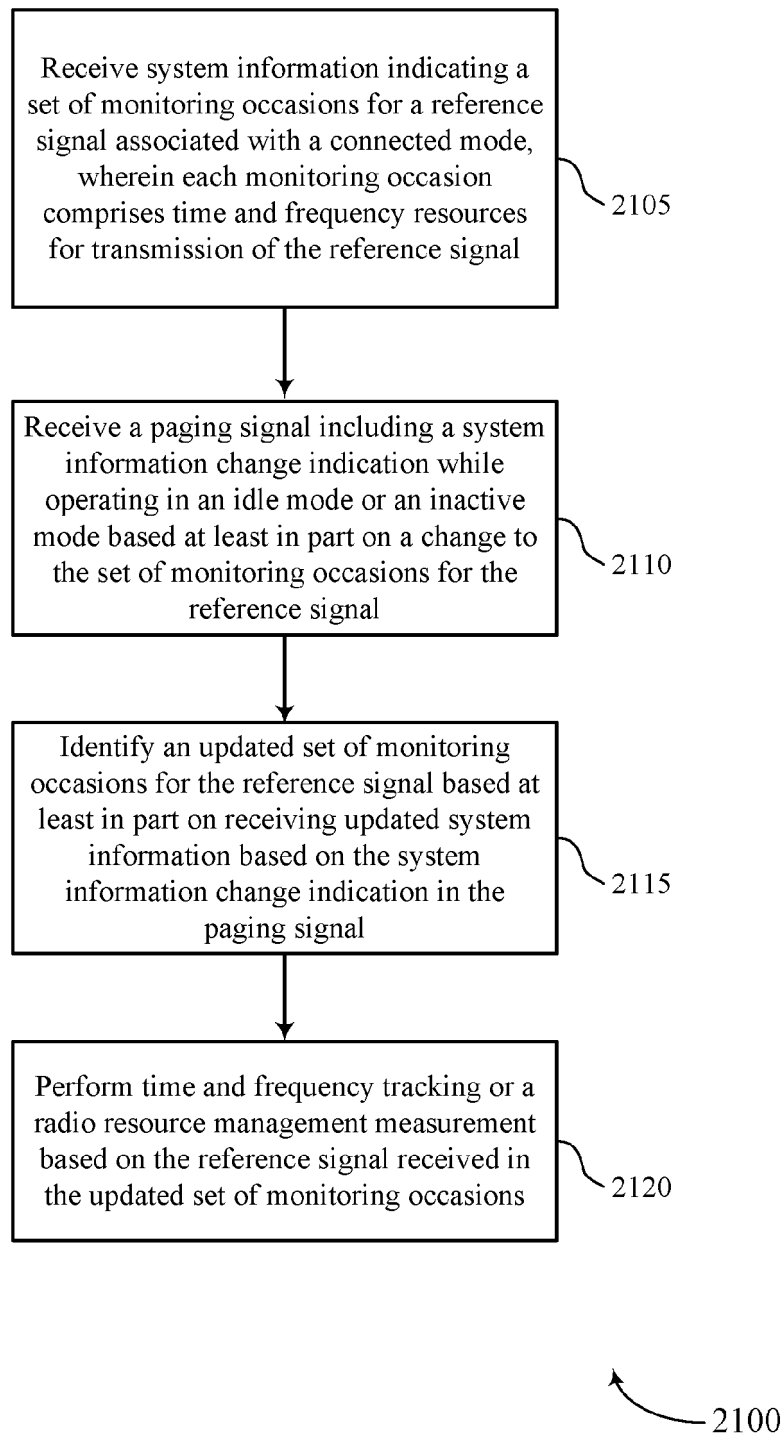 Receive system information indicating a
set of monitoring occasions for a reference
signal associated with a connected mode,
wherein each monitoring occasion
comprises time and frequency resources
for transmission of the reference signal
2105
Receive a paging signal including a system
information change indication while
operating in an idle mode or an inactive
mode based at least in part on a change to
the set of monitoring occasions for the
reference signal
2110
Identify an updated set of monitoring
occasions for the reference signal based at
least in part on receiving updated system
information based on the system
information change indication in the
paging signal
2115
Perform time and frequency tracking or a
radio resource management measurement
based on the reference signal received in
the updated set of monitoring occasions
2120
2100